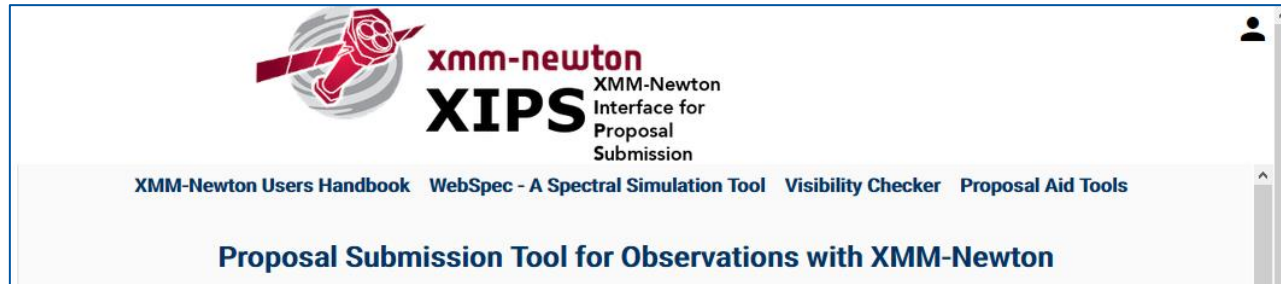 xmm-newton
XIPS
XMM-Newton
Interface for
Proposal
Submission
XMM-Newton Users Handbook WebSpec - A Spectral Simulation Tool Visibility Checker Proposal Aid Tools
Proposal Submission Tool for Observations with XMM-Newton